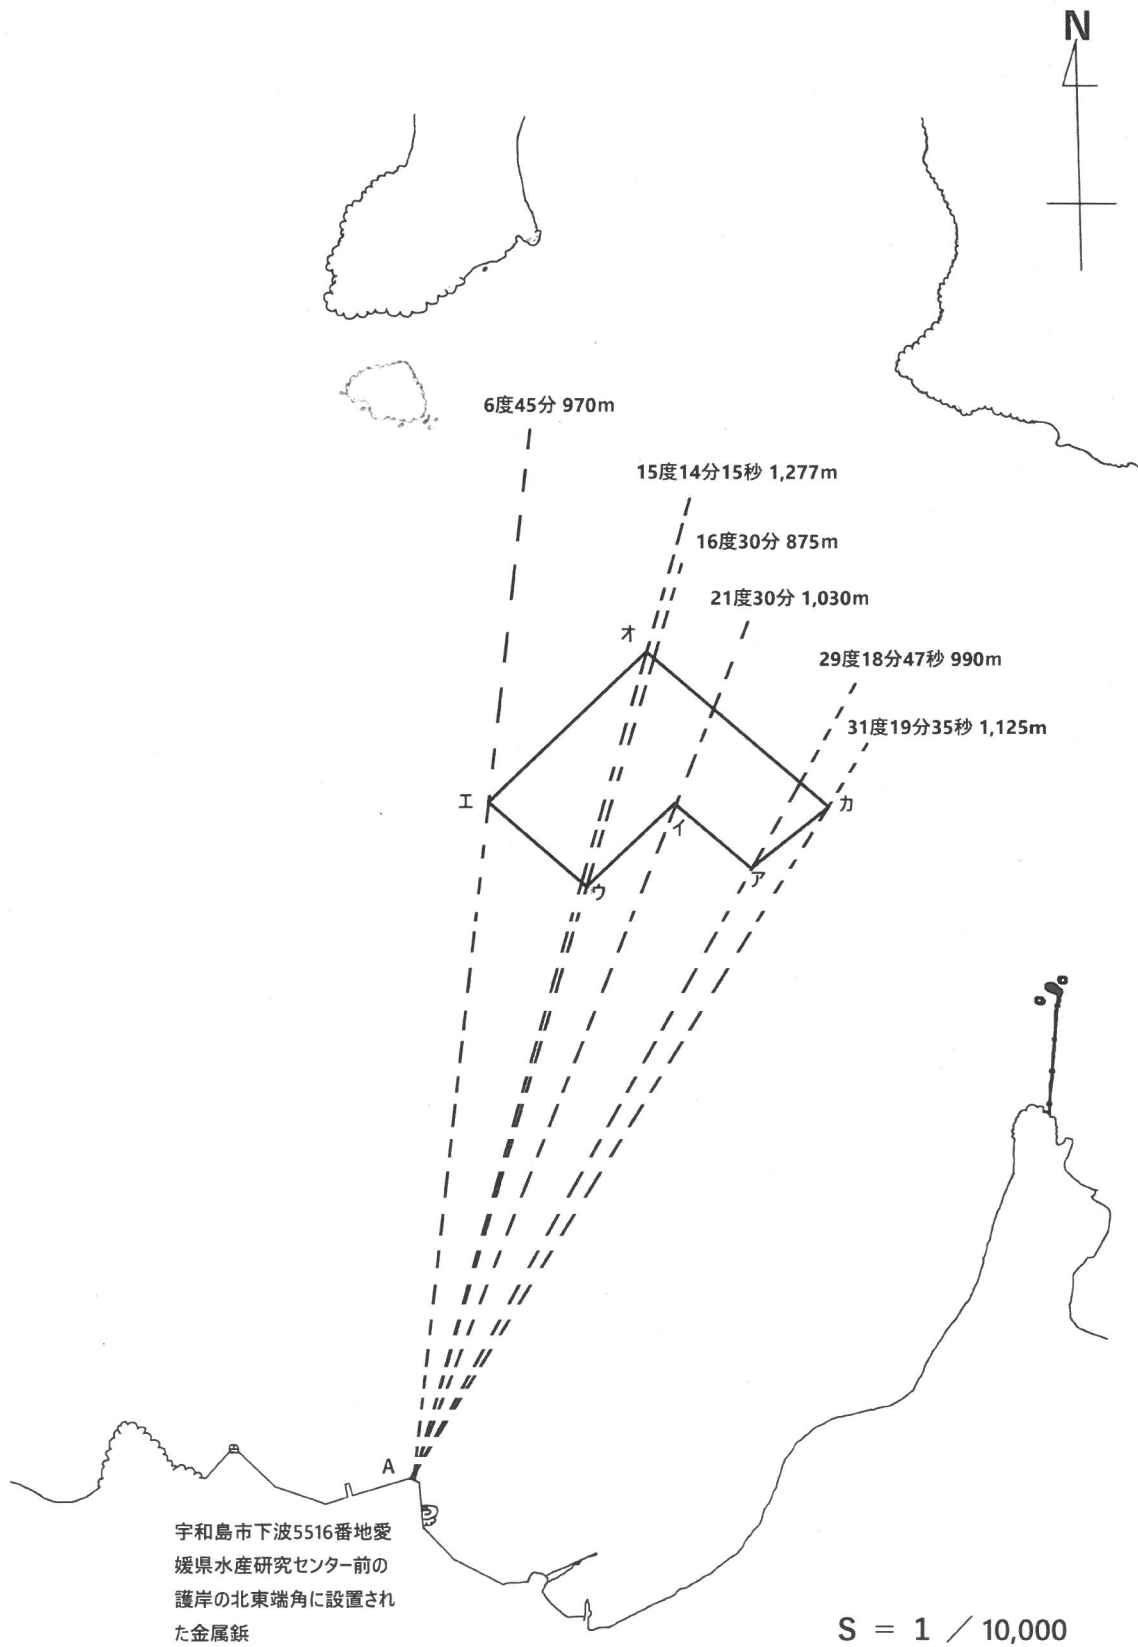 N
6度45分 970m
15度14分15秒 1,277m
16度30分 875m
21度30分 1,030m
29度18分47秒 990m
31度19分35秒 1,125m
オ
エ
カ
イ
ア
ウ
A
宇和島市下波5516番地愛
媛県水産研究センター前の
護岸の北東端角に設置され
た金属鋲
S = 1 / 10,000